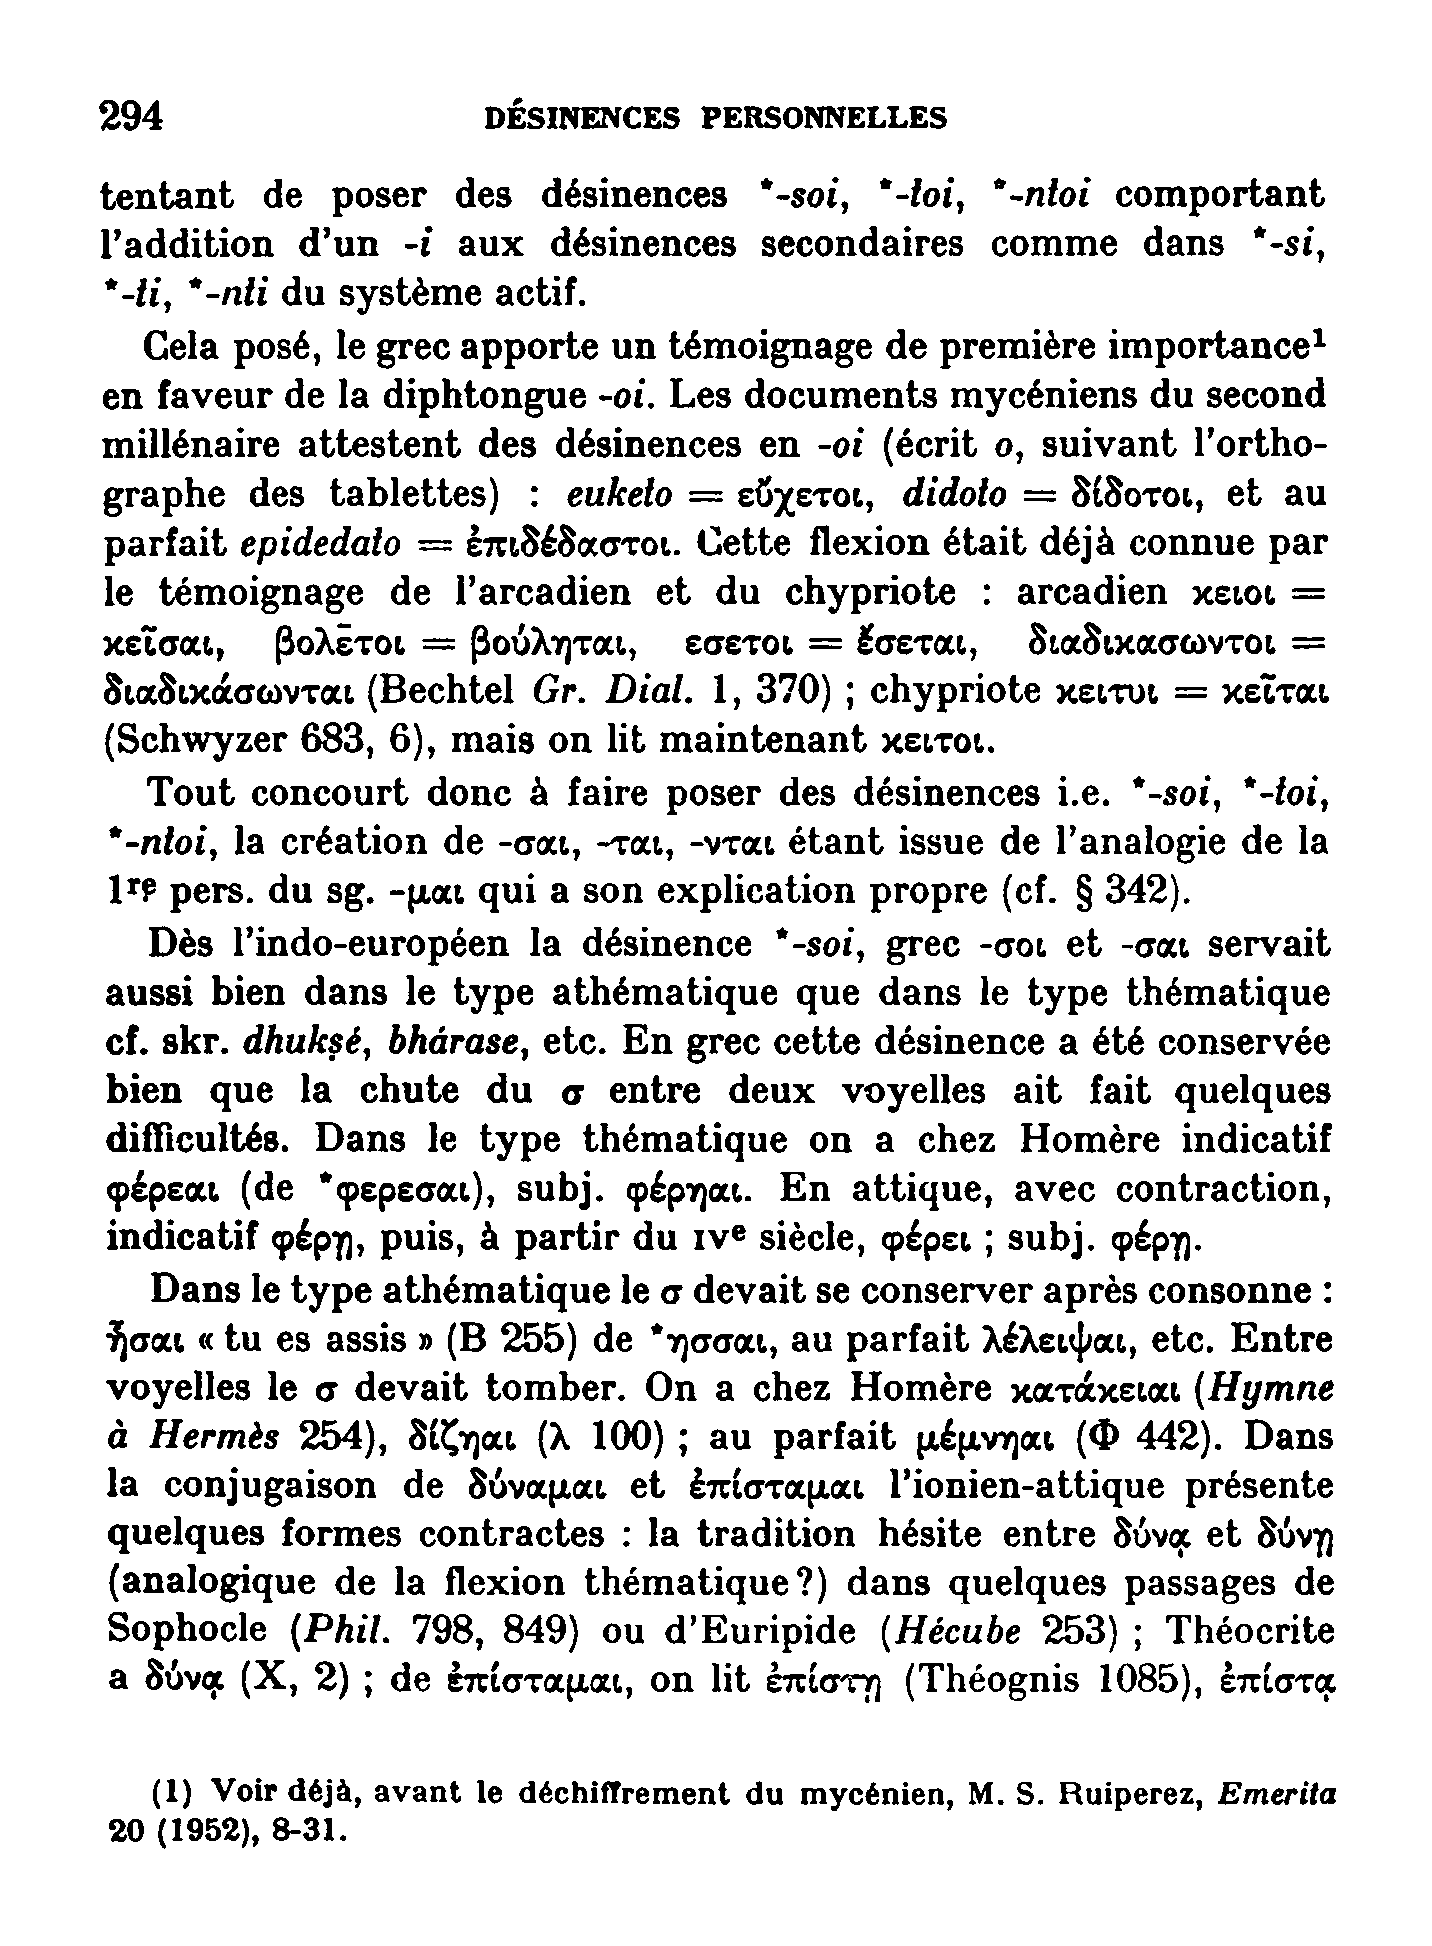 294 DÉSINENCES PERSONNELLES
tentant de poser des désinences *-soi, *-toi, *-ntoi comportant
l’addition d’un -i aux désinences secondaires comme dans *-si,
*-ti, *-nti du système actif.
Cela posé, le grec apporte un témoignage de première importance¹
en faveur de la diphtongue -oi. Les documents mycéniens du second
millénaire attestent des désinences en -oi (écrit o, suivant l’ortho-
graphe des tablettes) : euketo = εὔχετοι, didoto = δίδοτοι, et au
parfait epidedato = ἐπιδέδαστοι. Cette flexion était déjà connue par
le témoignage de l’arcadien et du chypriote : arcadien κειοι =
κεῖσαι, βολε̄τοι = βούληται, εσετοι = ἔσεται, διαδικασωντοι =
διαδικάσωνται (Bechtel Gr. Dial. 1, 370) ; chypriote κειτυι = κεῖται
(Schwyzer 683, 6), mais on lit maintenant κειτοι.
Tout concourt donc à faire poser des désinences i.e. *-soi, *-toi,
*-ntoi, la création de -σαι, -ται, -νται étant issue de l’analogie de la
1re pers. du sg. -μαι qui a son explication propre (cf. § 342).
Dès l’indo-européen la désinence *-soi, grec -σοι et -σαι servait
aussi bien dans le type athématique que dans le type thématique
cf. skr. dhukṣé, bhárase, etc. En grec cette désinence a été conservée
bien que la chute du σ entre deux voyelles ait fait quelques
difficultés. Dans le type thématique on a chez Homère indicatif
φέρεαι (de *φερεσαι), subj. φέρηαι. En attique, avec contraction,
indicatif φέρῃ, puis, à partir du IVe siècle, φέρει ; subj. φέρῃ.
Dans le type athématique le σ devait se conserver après consonne :
ἧσαι « tu es assis » (B 255) de *ησσαι, au parfait λέλειψαι, etc. Entre
voyelles le σ devait tomber. On a chez Homère κατάκειαι (Hymne
à Hermès 254), δίζηαι (λ 100) ; au parfait μέμνηαι (Φ 442). Dans
la conjugaison de δύναμαι et ἐπίσταμαι l’ionien-attique présente
quelques formes contractes : la tradition hésite entre δύνᾳ et δύνῃ
(analogique de la flexion thématique?) dans quelques passages de
Sophocle (Phil. 798, 849) ou d’Euripide (Hécube 253) ; Théocrite
a δύνᾳ (X, 2) ; de ἐπίσταμαι, on lit ἐπίστῃ (Théognis 1085), ἐπίστᾳ
(1) Voir déjà, avant le déchiffrement du mycénien, M. S. Ruiperez, Emerita
20 (1952), 8-31.